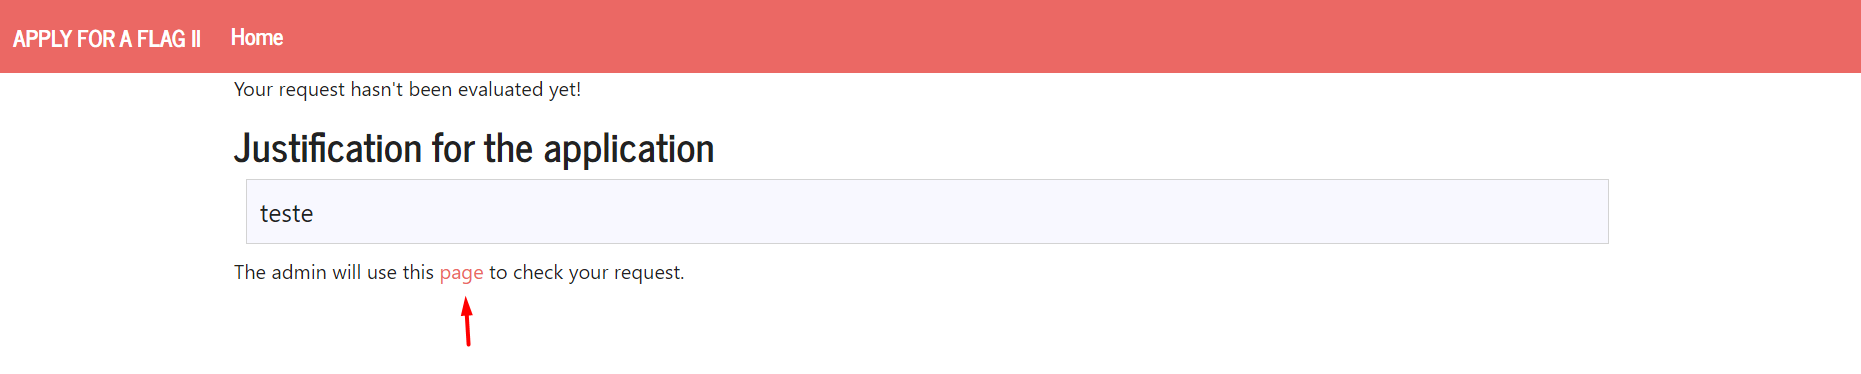 APPLY FOR A FLAG II Home
Your request hasn't been evaluated yet!
Justification for the application
teste
The admin will use this page to check your request.